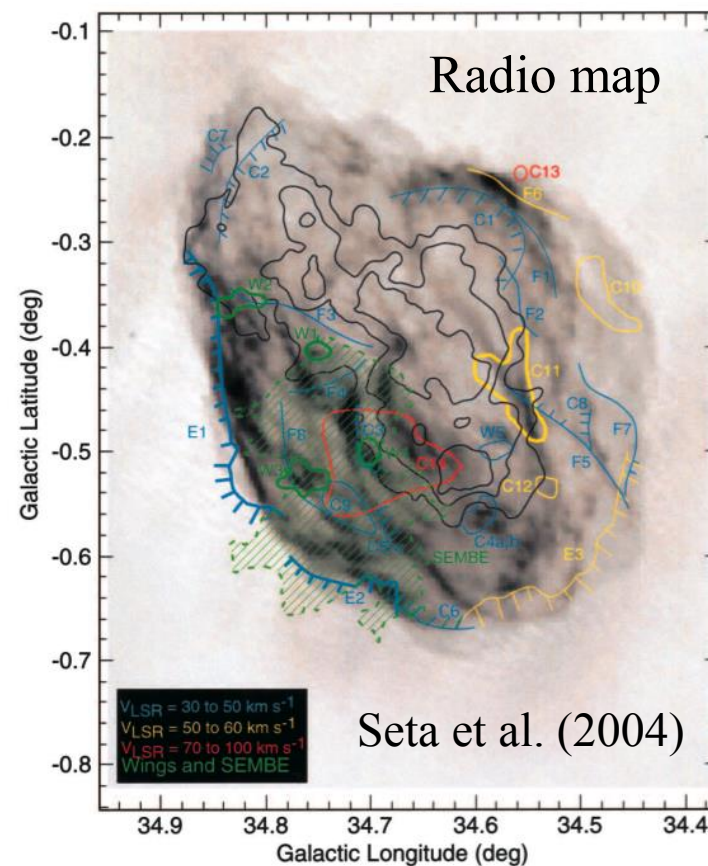 -0.1
-0.2
-0.3
-0.4
-0.5
-0.6
-0.7
-0.8
Galactic Latitude (deg)
Radio map
C7
C2
C13
F6
C1
F1
F2
C10
W2
F3
W1
C11
C8
F7
F5
E1
F8
C3
W5
C12
C9
C4a,b
SEMBE
E3
E2
C6
VLSR = 30 to 50 km s-1
VLSR = 50 to 60 km s-1
VLSR = 70 to 100 km s-1
Wings and SEMBE
Seta et al. (2004)
34.9 34.8 34.7 34.6 34.5 34.4
Galactic Longitude (deg)